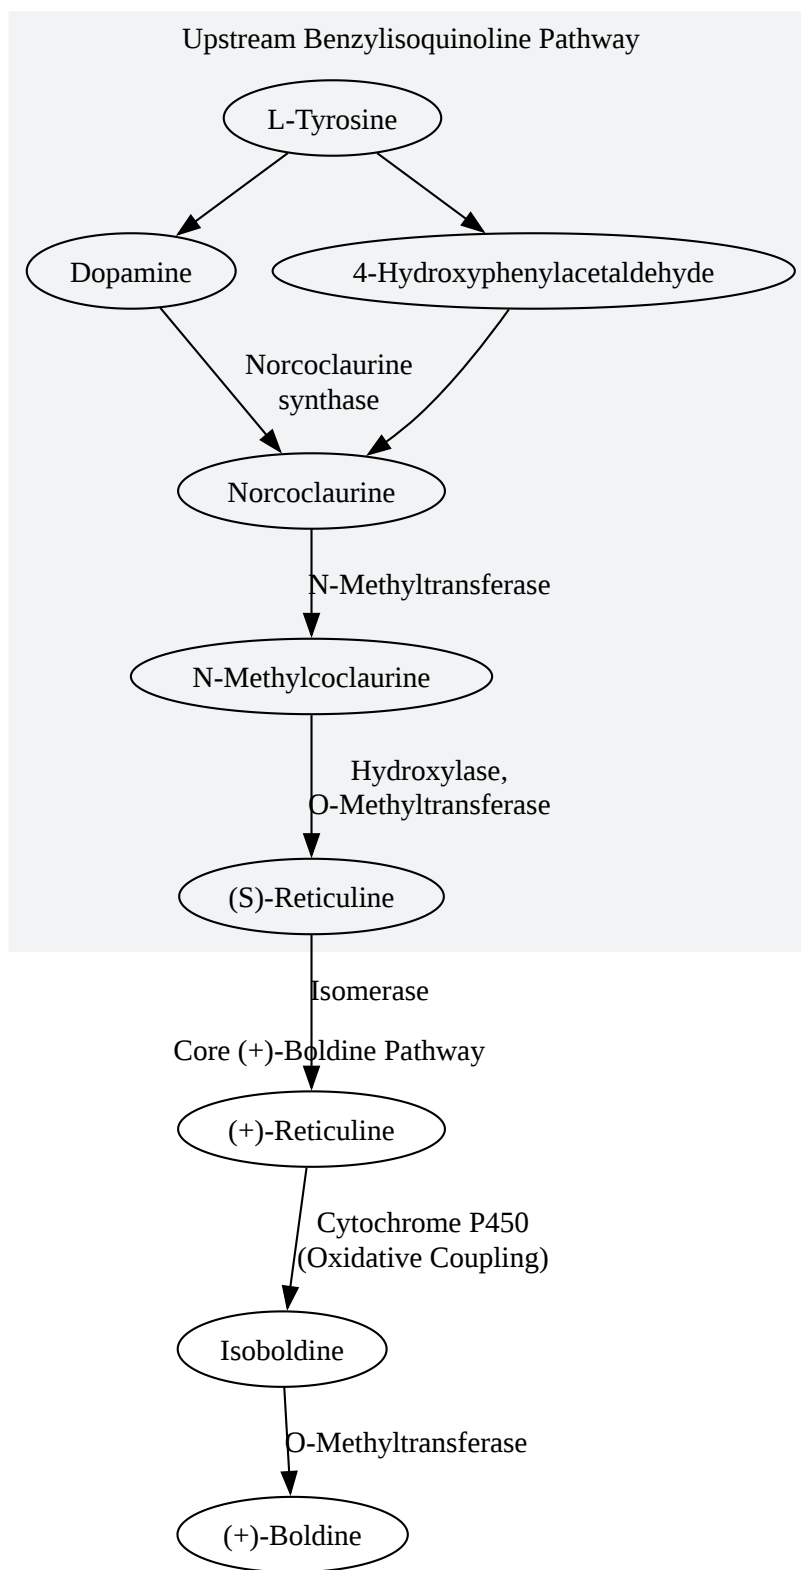 Upstream Benzylisoquinoline Pathway
L-Tyrosine
Dopamine
4-Hydroxyphenylacetaldehyde
Norcoclaurine
synthase
Norcoclaurine
N-Methyltransferase
N-Methylcoclaurine
Hydroxylase,
O-Methyltransferase
(S)-Reticuline
Isomerase
Core (+)-Boldine Pathway
(+)-Reticuline
Cytochrome P450
(Oxidative Coupling)
Isoboldine
O-Methyltransferase
(+)-Boldine